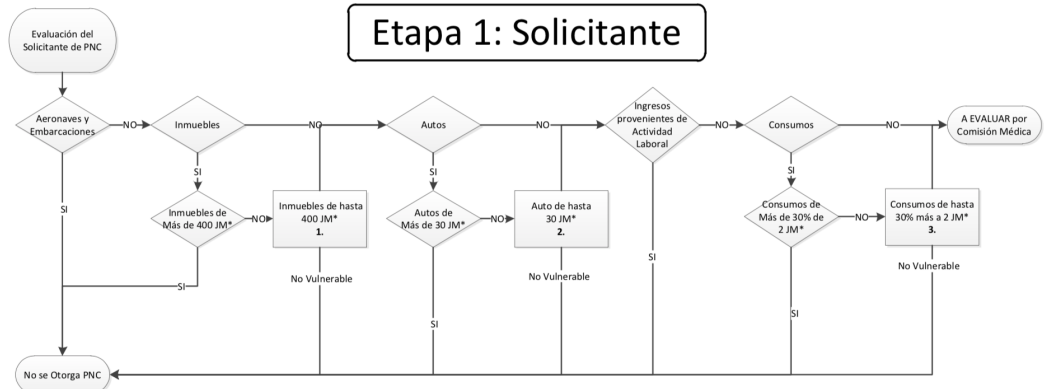 Etapa 1: Solicitante
Evaluación del
Solicitante de PNC
Aeronaves y
Embarcaciones
NO
Inmuebles
NO
Autos
NO
Ingresos
provenientes de
Actividad
Laboral
NO
Consumos
NO
A EVALUAR por
Comisión Médica
SI
SI
SI
SI
SI
Inmuebles de
Más de 400 JM*
NO
Inmuebles de hasta
400 JM*
1.
Autos de
Más de 30 JM*
NO
Auto de hasta
30 JM*
2.
Consumos de
Más de 30% de
2 JM*
NO
Consumos de hasta
30% más a 2 JM*
3.
No Vulnerable
No Vulnerable
No Vulnerable
SI
SI
SI
No se Otorga PNC